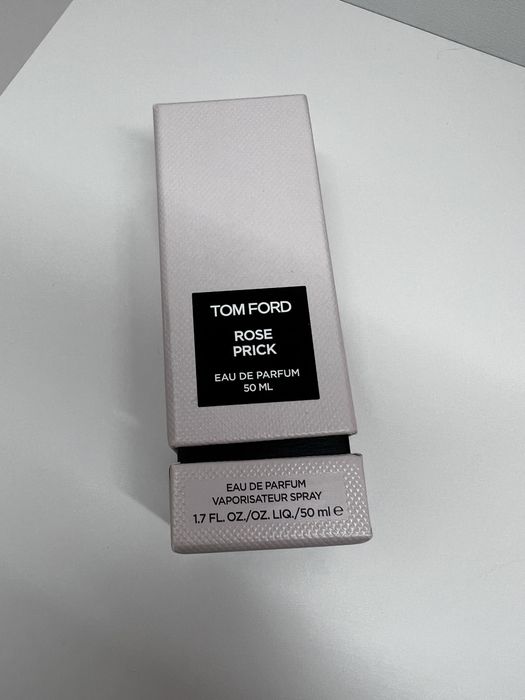 TOM FORD
ROSE
PRICK
EAU DE PARFUM
50 ML
EAU DE PARFUM
VAPORISATEUR SPRAY
1.7 FL. OZ./OZ. LIQ./50 ml ℮